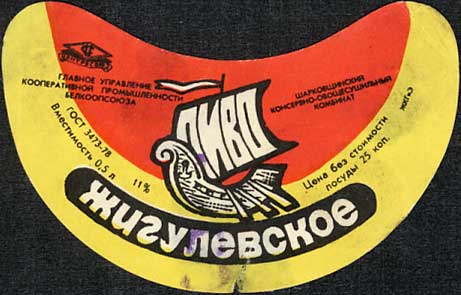 ГЛАВНОЕ УПРАВЛЕНИЕ
КООПЕРАТИВНОЙ ПРОМЫШЛЕННОСТИ
БЕЛКООПСОЮЗА
ГОСТ 3473-78
Вместимость 0,5 л
11%
ПИВО
ЖИГУЛЕВСКОЕ
ШАРКОВЩИНСКИЙ
КОНСЕРВНО-ОВОЩЕСУШИЛЬНЫЙ
КОМБИНАТ
Цена без стоимости
посуды 25 коп.